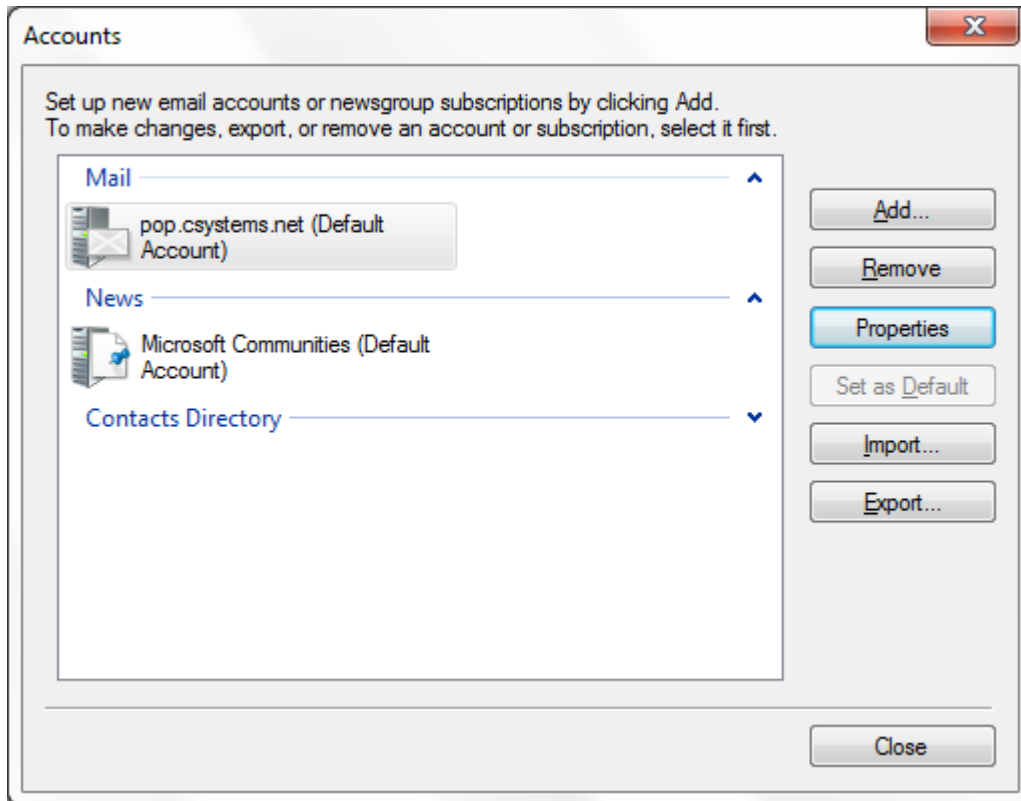 Accounts
Set up new email accounts or newsgroup subscriptions by clicking Add.
To make changes, export, or remove an account or subscription, select it first.
Mail
pop.csystems.net (Default
Account)
News
Microsoft Communities (Default
Account)
Contacts Directory
Add...
Remove
Properties
Set as Default
Import...
Export...
Close